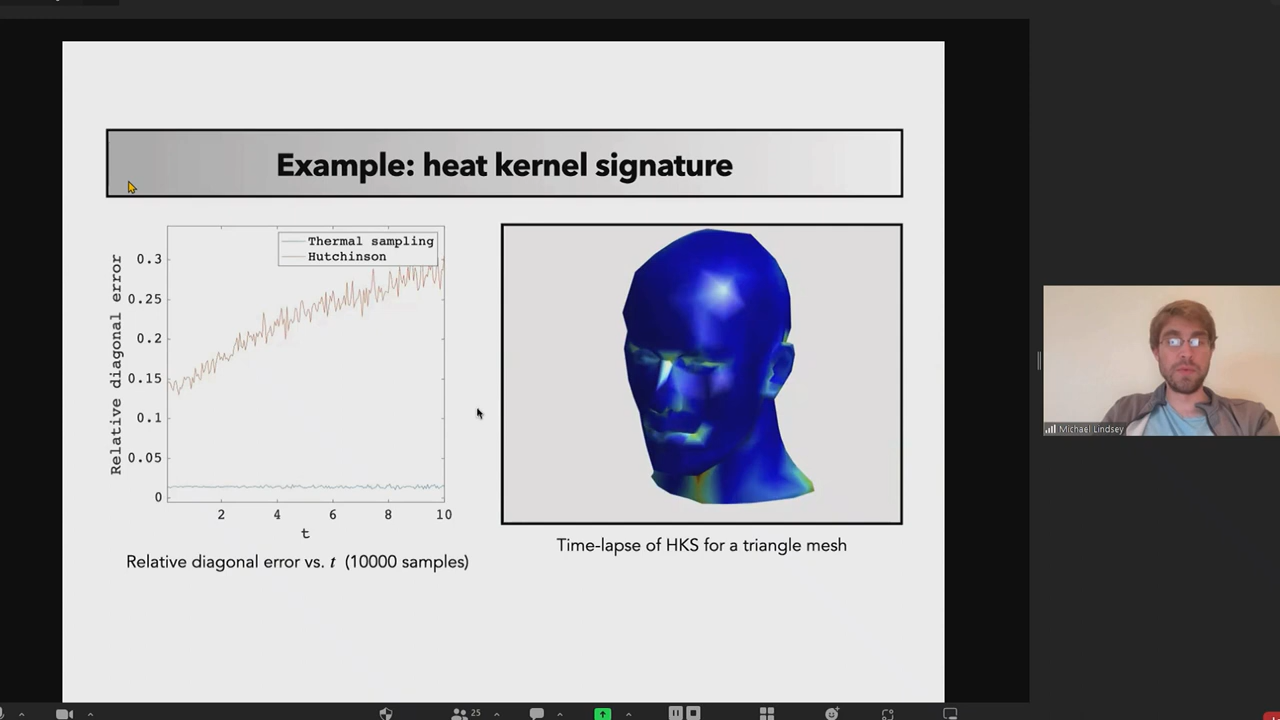 Example: heat kernel signature
Thermal sampling
Hutchinson
Relative diagonal error
0.3
0.25
0.2
0.15
0.1
0.05
0
2 4 6 8 10
t
Relative diagonal error vs. t (10000 samples)
Time-lapse of HKS for a triangle mesh
Michael Lindsey
25